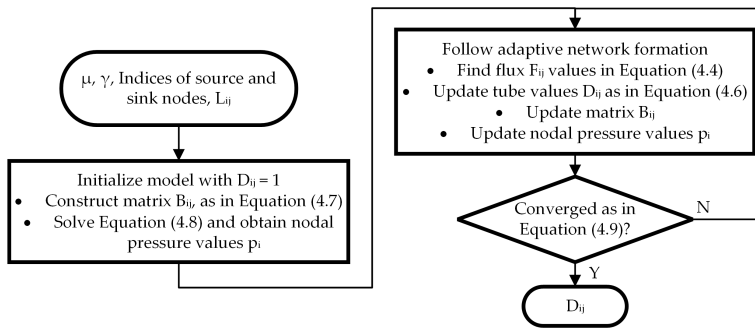 μ, γ, Indices of source and
sink nodes, Lij
Initialize model with Dij = 1
• Construct matrix Bij, as in Equation (4.7)
• Solve Equation (4.8) and obtain nodal
pressure values pi
Follow adaptive network formation
• Find flux Fij values in Equation (4.4)
• Update tube values Dij as in Equation (4.6)
• Update matrix Bij
• Update nodal pressure values pi
Converged as in
Equation (4.9)?
N
Y
Dij